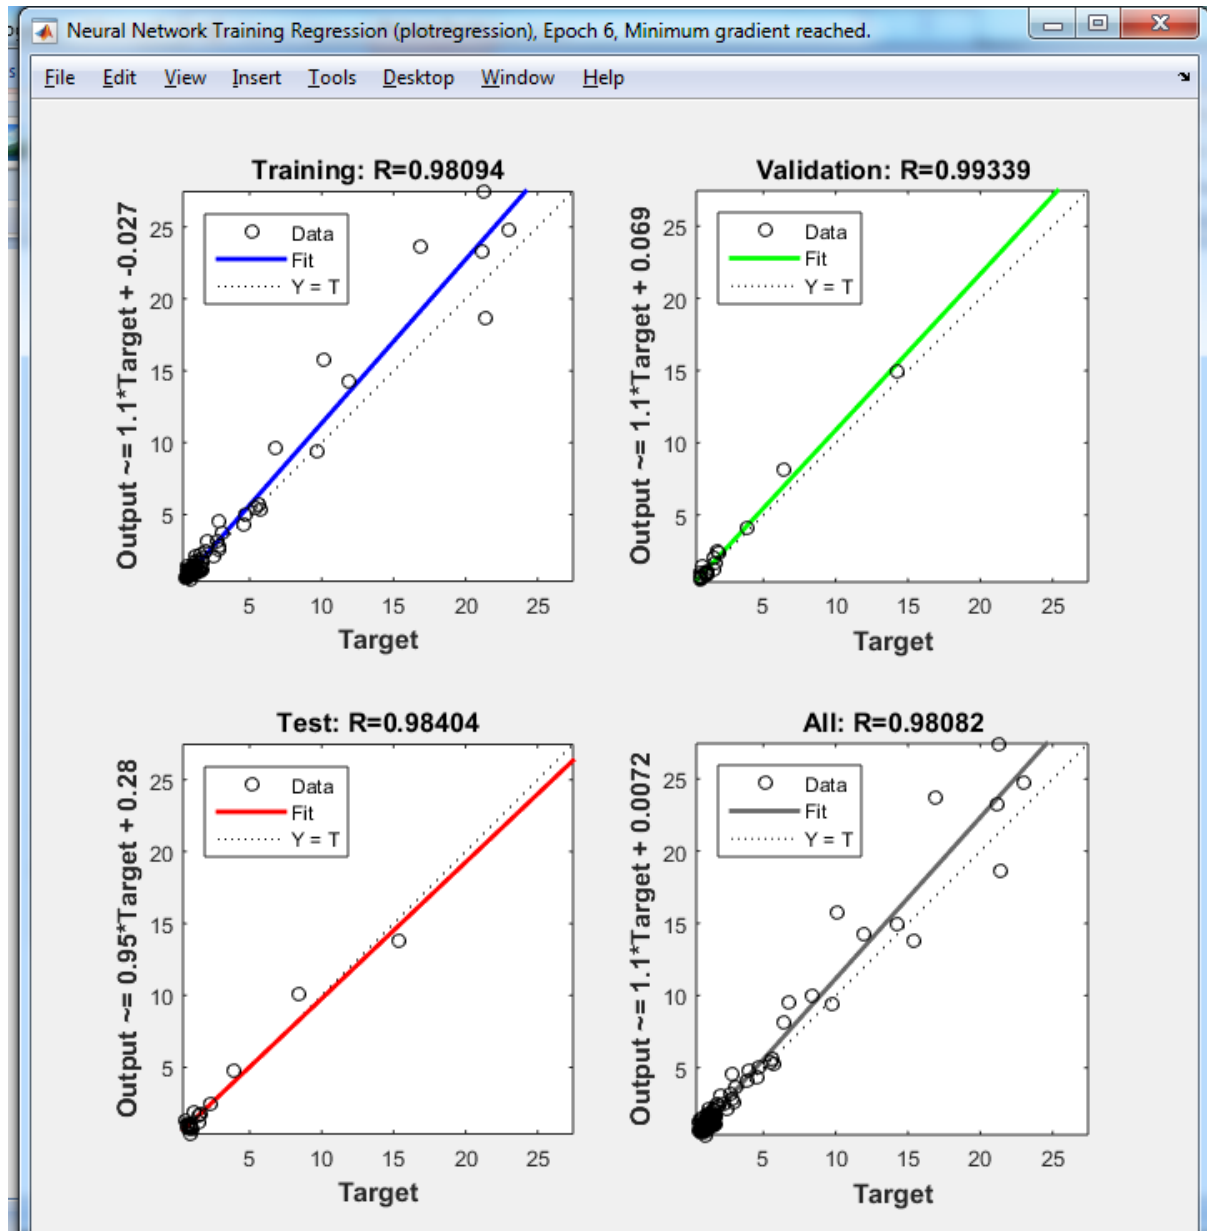 Neural Network Training Regression (plotregression), Epoch 6, Minimum gradient reached.
File Edit View Insert Tools Desktop Window Help
Training: R=0.98094
Output ~= 1.1*Target + -0.027
Data
Fit
Y = T
25
20
15
10
5
5 10 15 20 25
Target
Validation: R=0.99339
Output ~= 1.1*Target + 0.069
Data
Fit
Y = T
25
20
15
10
5
5 10 15 20 25
Target
Test: R=0.98404
Output ~= 0.95*Target + 0.28
Data
Fit
Y = T
25
20
15
10
5
5 10 15 20 25
Target
All: R=0.98082
Output ~= 1.1*Target + 0.0072
Data
Fit
Y = T
25
20
15
10
5
5 10 15 20 25
Target